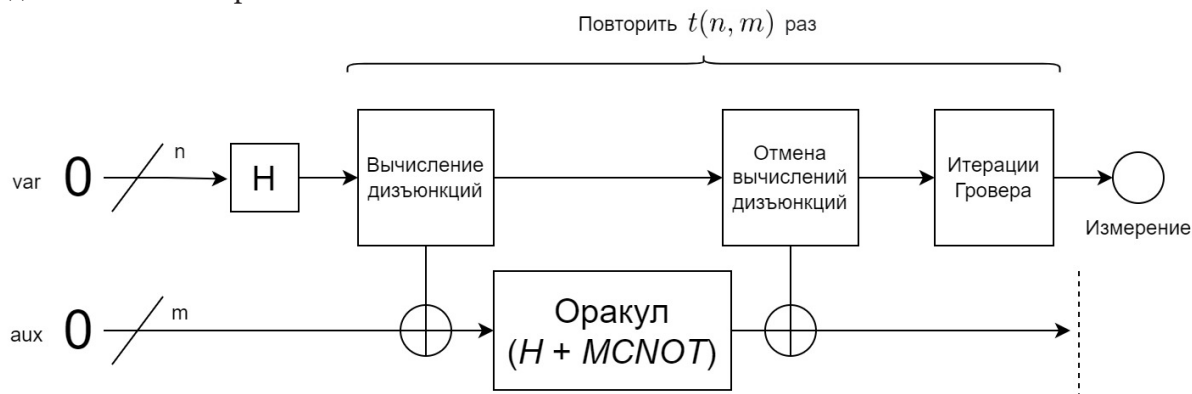 Повторить t(n, m) раз
var 0 n H
Вычисление
дизъюнкций
Отмена
вычислений
дизъюнкций
Итерации
Гровера
Измерение
aux 0 m
Оракул
(H + MCNOT)